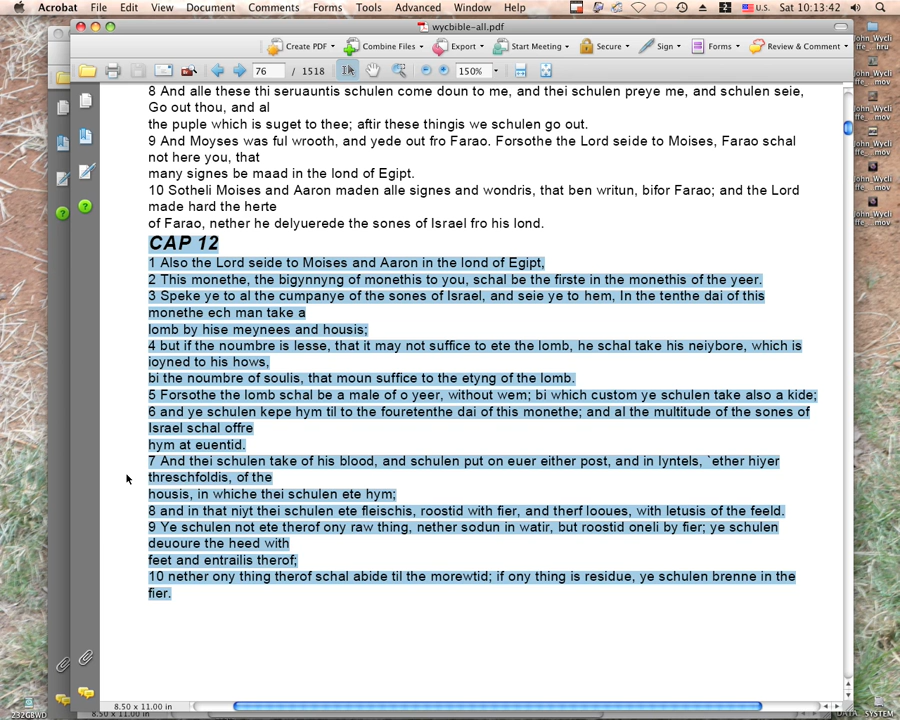 Acrobat File Edit View Document Comments Forms Tools Advanced Window Help U.S. Sat 10:13:42
wycbible-all.pdf
Create PDF Combine Files Export Start Meeting Secure Sign Forms Review & Comment
76 / 1518 150%
8 And alle these thi seruauntis schulen come doun to me, and thei schulen preye me, and schulen seie,
Go out thou, and al
the puple which is suget to thee; aftir these thingis we schulen go out.
9 And Moyses was ful wrooth, and yede out fro Farao. Forsothe the Lord seide to Moises, Farao schal
not here you, that
many signes be maad in the lond of Egipt.
10 Sotheli Moises and Aaron maden alle signes and wondris, that ben writun, bifor Farao; and the Lord
made hard the herte
of Farao, nether he delyuerede the sones of Israel fro his lond.
CAP 12
1 Also the Lord seide to Moises and Aaron in the lond of Egipt,
2 This monethe, the bigynnyng of monethis to you, schal be the firste in the monethis of the yeer.
3 Speke ye to al the cumpanye of the sones of Israel, and seie ye to hem, In the tenthe dai of this
monethe ech man take a
lomb by hise meynees and housis;
4 but if the noumbre is lesse, that it may not suffice to ete the lomb, he schal take his neiybore, which is
ioyned to his hows,
bi the noumbre of soulis, that moun suffice to the etyng of the lomb.
5 Forsothe the lomb schal be a male of o yeer, without wem; bi which custom ye schulen take also a kide;
6 and ye schulen kepe hym til to the fouretenthe dai of this monethe; and al the multitude of the sones of
Israel schal offre
hym at euentid.
7 And thei schulen take of his blood, and schulen put on euer either post, and in lyntels, `ether hiyer
threschfoldis, of the
housis, in whiche thei schulen ete hym;
8 and in that niyt thei schulen ete fleischis, roostid with fier, and therf looues, with letusis of the feeld.
9 Ye schulen not ete therof ony raw thing, nether sodun in watir, but roostid oneli by fier; ye schulen
deuoure the heed with
feet and entrailis therof;
10 nether ony thing therof schal abide til the morewtid; if ony thing is residue, ye schulen brenne in the
fier.
8.50 x 11.00 in
John_Wycli
ffe_...hru
John_Wycli
ffe_....mov
John_Wycli
ffe_....mov
John_Wycli
ffe_....mov
John_Wycli
ffe_....mov
SYSTEM